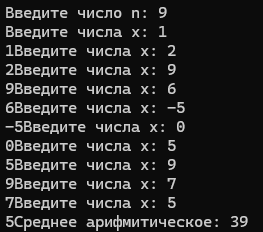 Введите число n: 9
Введите числа x: 1
1Введите числа x: 2
2Введите числа x: 9
9Введите числа x: 6
6Введите числа x: -5
-5Введите числа x: 0
0Введите числа x: 5
5Введите числа x: 9
9Введите числа x: 7
7Введите числа x: 5
5Среднее арифмитическое: 39